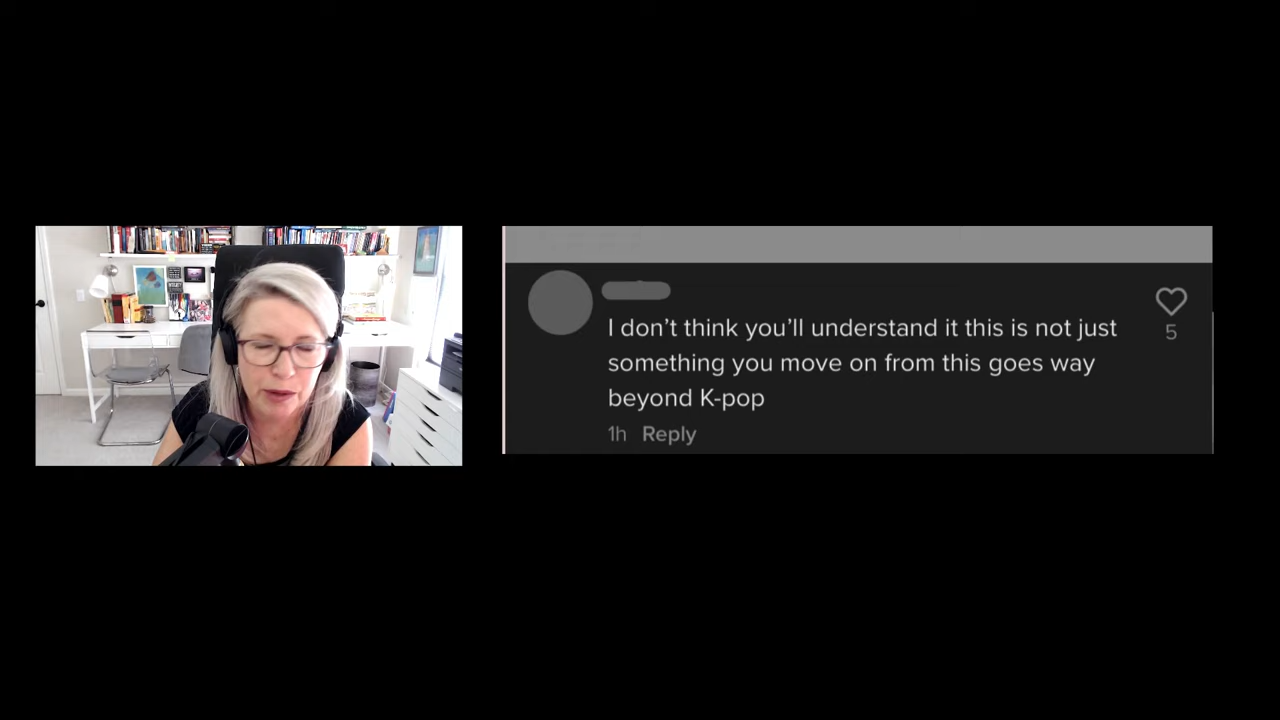 I don’t think you’ll understand it this is not just
something you move on from this goes way
beyond K-pop
5
1h Reply